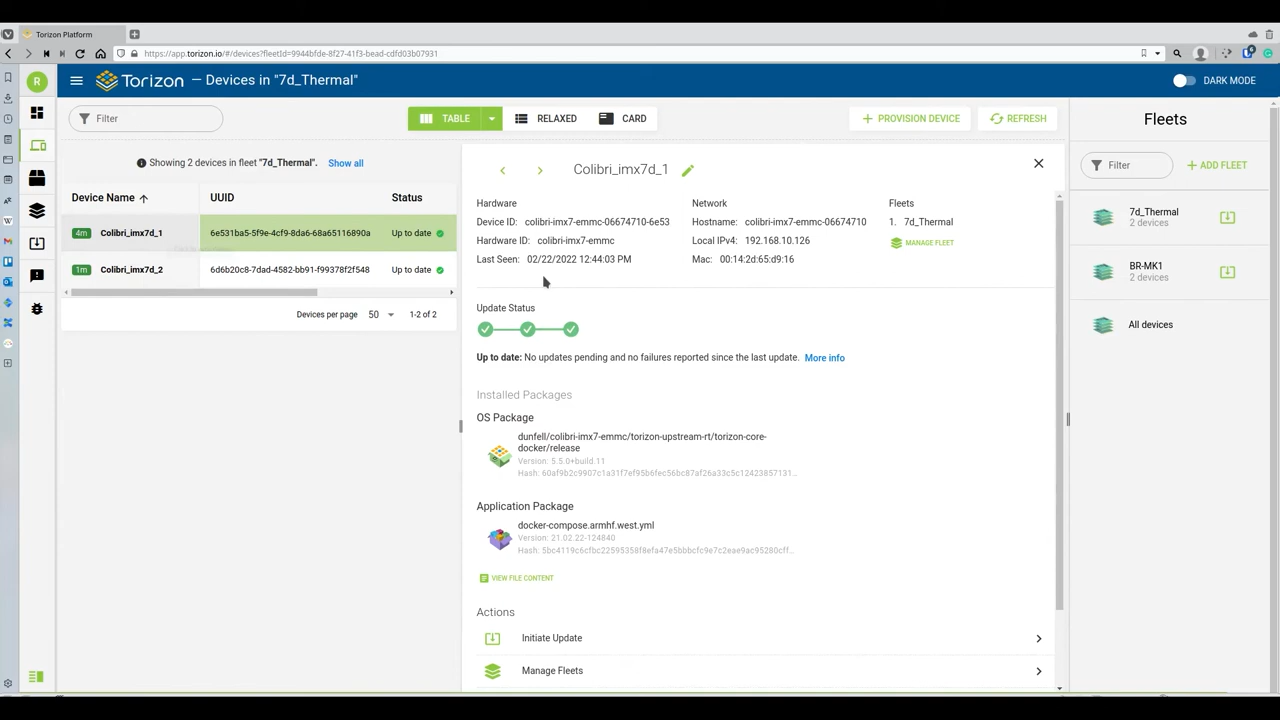 Torizon Platform
https://app.torizon.io/#/devices?fleetId=9944bfde-8f27-41f3-bead-cdfd03b07931
R
Torizon
— Devices in "7d_Thermal"
DARK MODE
Filter
TABLE
RELAXED
CARD
PROVISION DEVICE
REFRESH
Showing 2 devices in fleet "7d_Thermal". Show all
Device Name
UUID
Status
4m Colibri_imx7d_1 6e531ba5-5f9e-4cf9-8da6-68a65116890a Up to date
1m Colibri_imx7d_2 6d6b20c8-7dad-4582-bb91-f99378f2f548 Up to date
Devices per page 50 1-2 of 2
Colibri_imx7d_1
Hardware
Device ID: colibri-imx7-emmc-06674710-6e53
Hardware ID: colibri-imx7-emmc
Last Seen: 02/22/2022 12:44:03 PM
Network
Hostname: colibri-imx7-emmc-06674710
Local IPv4: 192.168.10.126
Mac: 00:14:2d:65:d9:16
Fleets
1. 7d_Thermal
MANAGE FLEET
Update Status
Up to date: No updates pending and no failures reported since the last update. More info
Installed Packages
OS Package
dunfell/colibri-imx7-emmc/torizon-upstream-rt/torizon-core-
docker/release
Version: 5.5.0+build.11
Hash: 60af9b2c9907c1a31f7ef95b6fec56bc87af26a33c5c12423857131...
Application Package
docker-compose.armhf.west.yml
Version: 21.02.22-124840
Hash: 5bc4119c6cfbc22595358f8efa47e5bbbcfc9e7c2eae9ac95280cff...
VIEW FILE CONTENT
Actions
Initiate Update
Manage Fleets
Fleets
Filter
ADD FLEET
7d_Thermal
2 devices
BR-MK1
2 devices
All devices